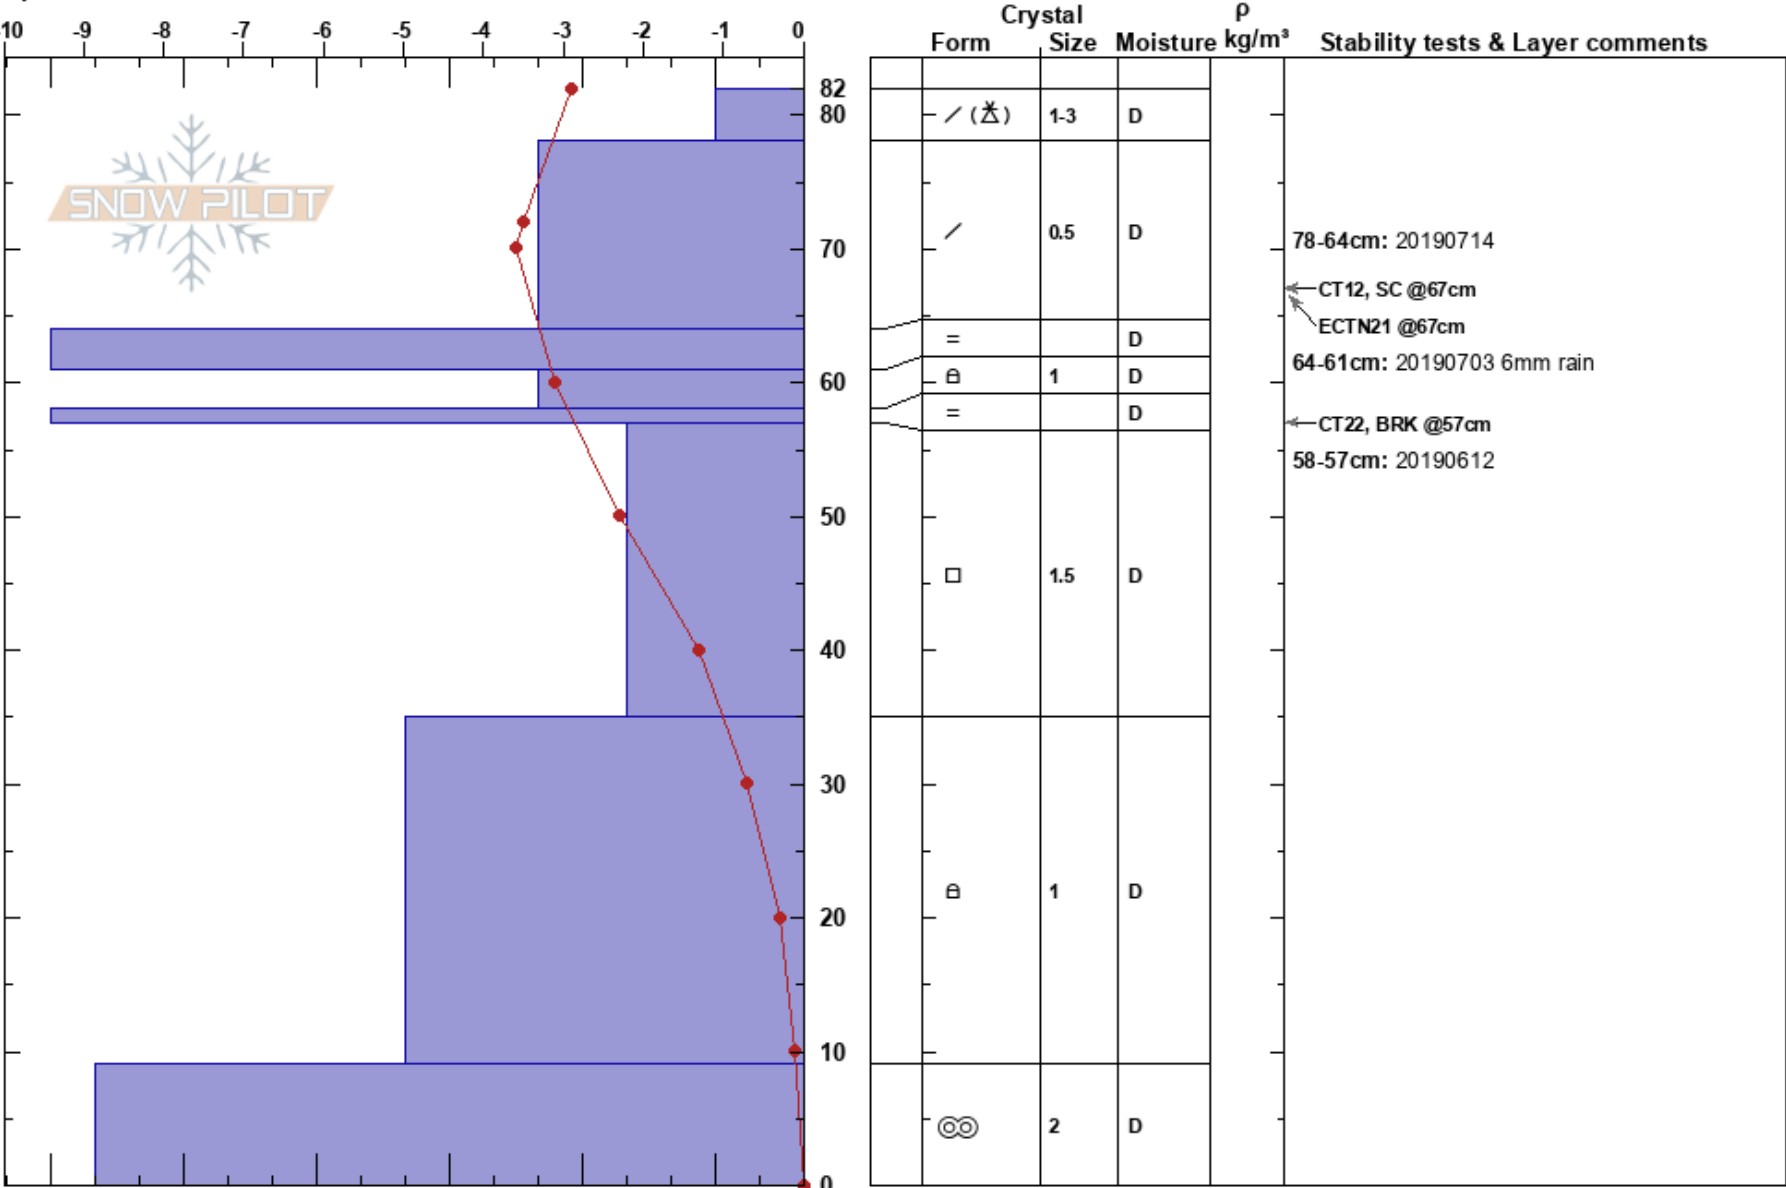 Crystal ρ
-10 -9 -8 -7 -6 -5 -4 -3 -2 -1 0 Form Size Moisture kg/m³ Stability tests & Layer comments
82
80 1-3 D
SNOW PILOT
0.5 D
70 78-64cm: 20190714
CT12, SC @67cm
ECTN21 @67cm
= D
64-61cm: 20190703 6mm rain
60 1 D
= D
CT22, BRK @57cm
58-57cm: 20190612
50
1.5 D
40
30
1 D
20
10
2 D
0